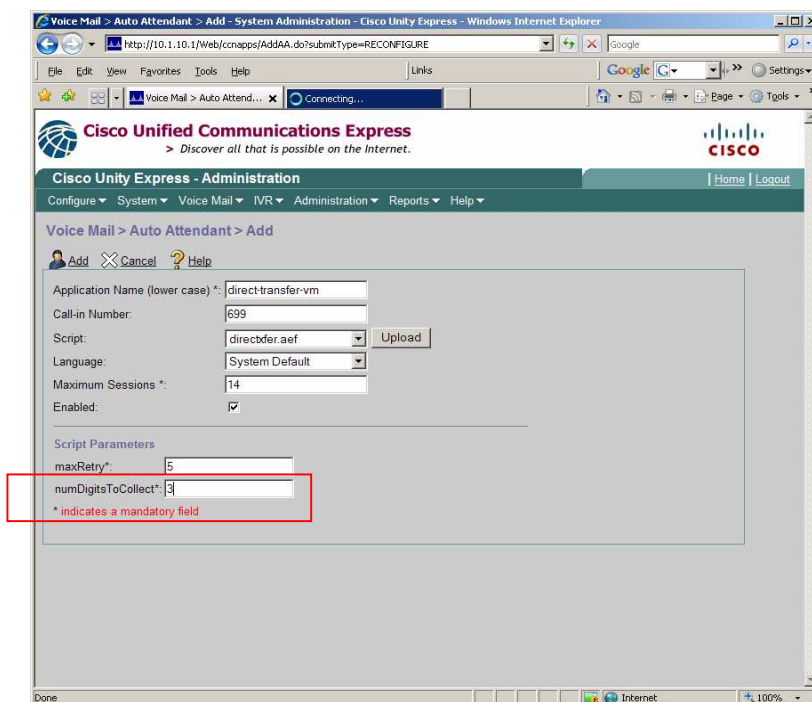 Voice Mail > Auto Attendant > Add - System Administration - Cisco Unity Express - Windows Internet Explorer
http://10.1.10.1/Web/ccnapps/AddAA.do?submitType=RECONFIGURE
Google
File Edit View Favorites Tools Help
Links
Google G Settings
Voice Mail > Auto Attend... Connecting...
Page Tools
Cisco Unified Communications Express
> Discover all that is possible on the Internet.
CISCO
Cisco Unity Express - Administration
Home | Logout
Configure System Voice Mail IVR Administration Reports Help
Voice Mail > Auto Attendant > Add
Add Cancel Help
Application Name (lower case) *: direct-transfer-vm
Call-in Number: 699
Script: directxfer.aef Upload
Language: System Default
Maximum Sessions *: 14
Enabled:
Script Parameters
maxRetry*: 5
numDigitsToCollect*: 3
* indicates a mandatory field
Done Internet 100%